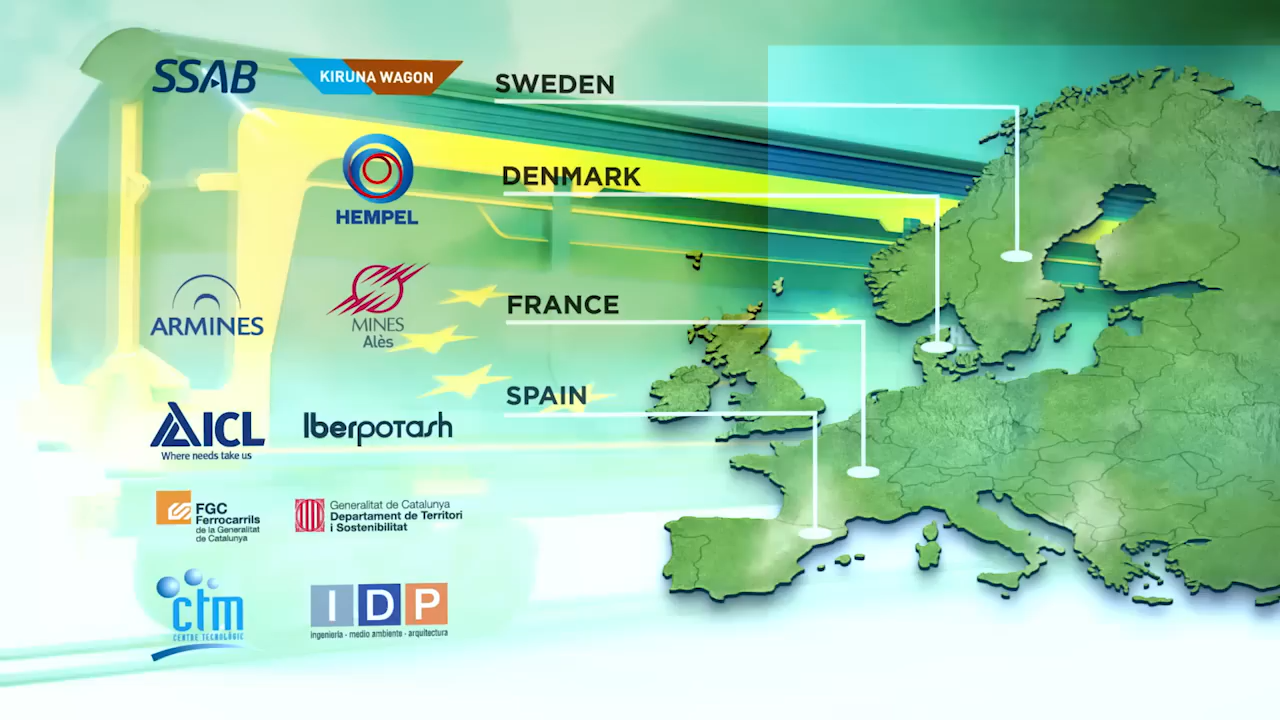 SSAB
KIRUNA WAGON
SWEDEN
HEMPEL
DENMARK
ARMINES
MINES
Alès
FRANCE
AICL
Where needs take us
Iberpotash
SPAIN
FGC
Ferrocarrils
de la Generalitat
de Catalunya
Generalitat de Catalunya
Departament de Territori
i Sostenibilitat
ctm
CENTRE TECNOLÒGIC
IDP
ingeniería · medio ambiente · arquitectura